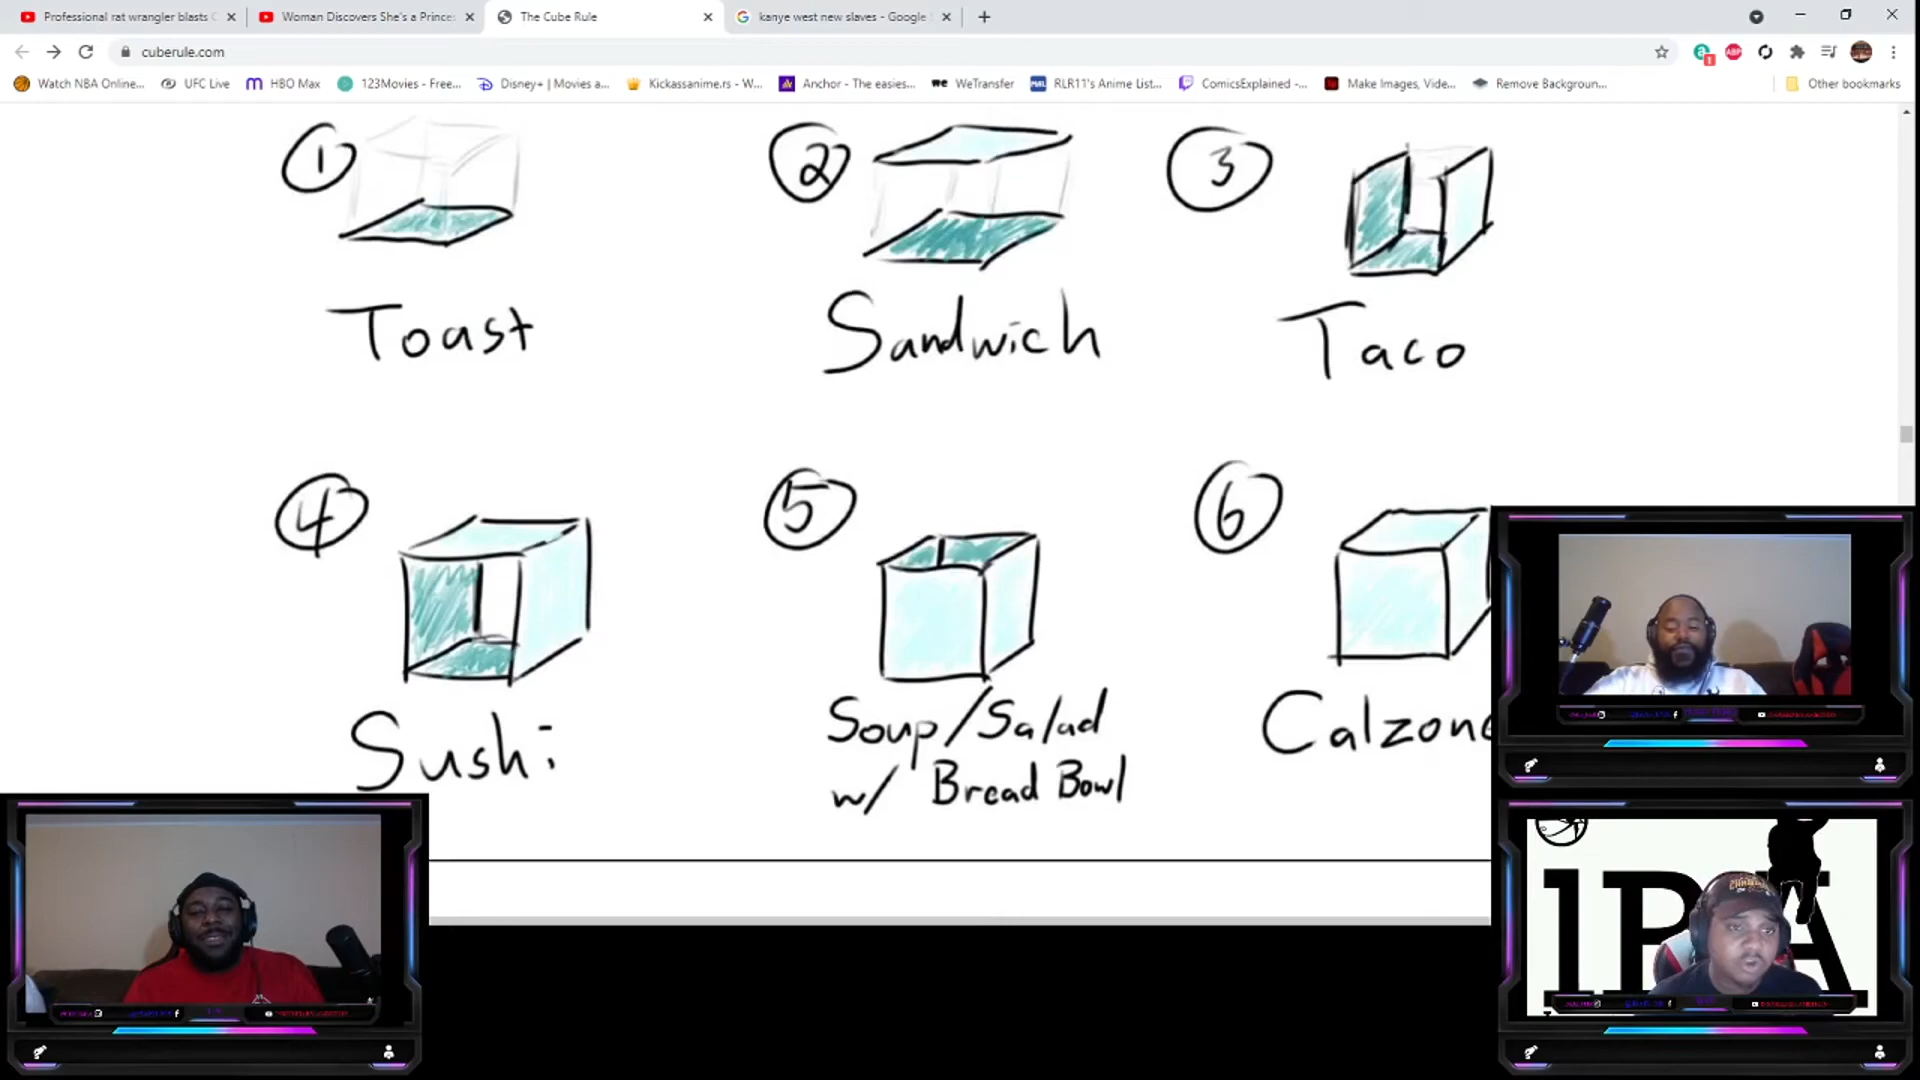 Professional rat wrangler blasts
Woman Discovers She's a Prince
The Cube Rule
kanye west new slaves - Google
cuberule.com
Watch NBA Online...
UFC Live
HBO Max
123Movies - Free...
Disney+ | Movies a...
Kickassanime.rs - W...
Anchor - The easies...
WeTransfer
RLR11's Anime List...
ComicsExplained -...
Make Images, Vide...
Remove Backgroun...
Other bookmarks
1
2
3
Toast
Sandwich
Taco
4
5
6
Sushi
Soup/Salad
w/ Bread Bowl
Calzone